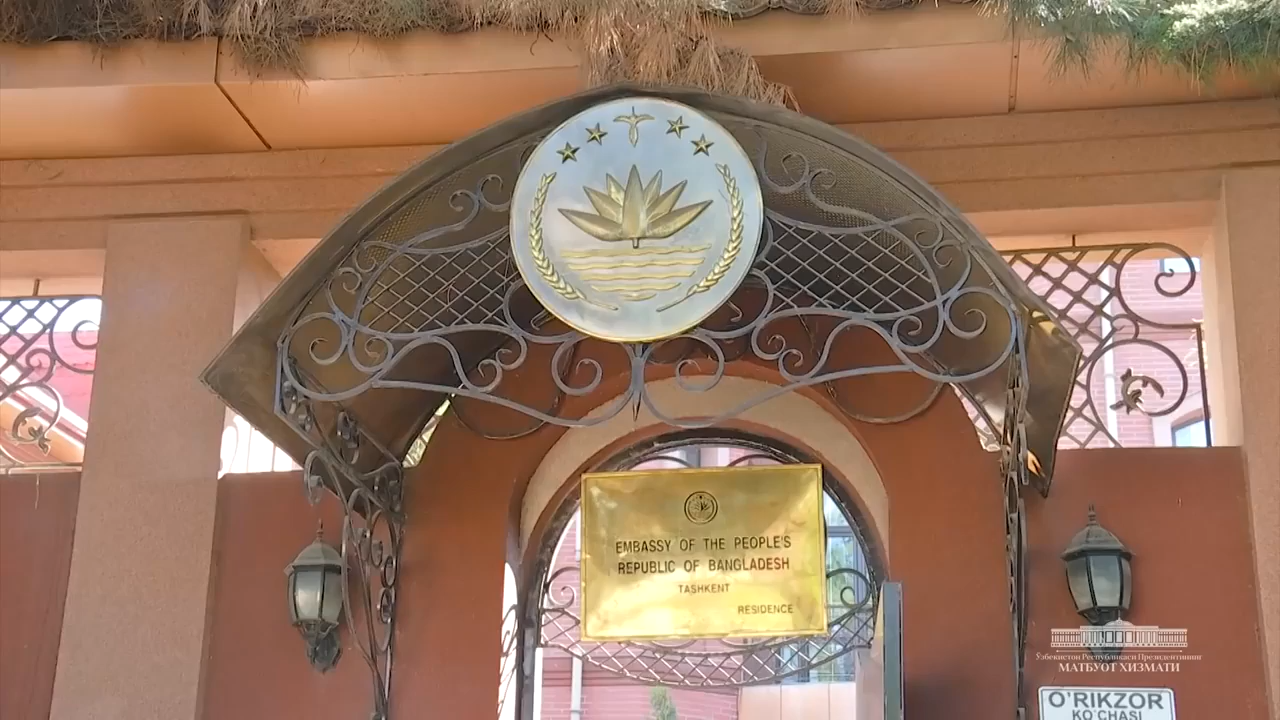 EMBASSY OF THE PEOPLE'S
REPUBLIC OF BANGLADESH
TASHKENT
RESIDENCE
Ўзбекистон Республикаси Президентининг
МАТБУОТ ХИЗМАТИ
O'RIKZOR
KO'CHASI